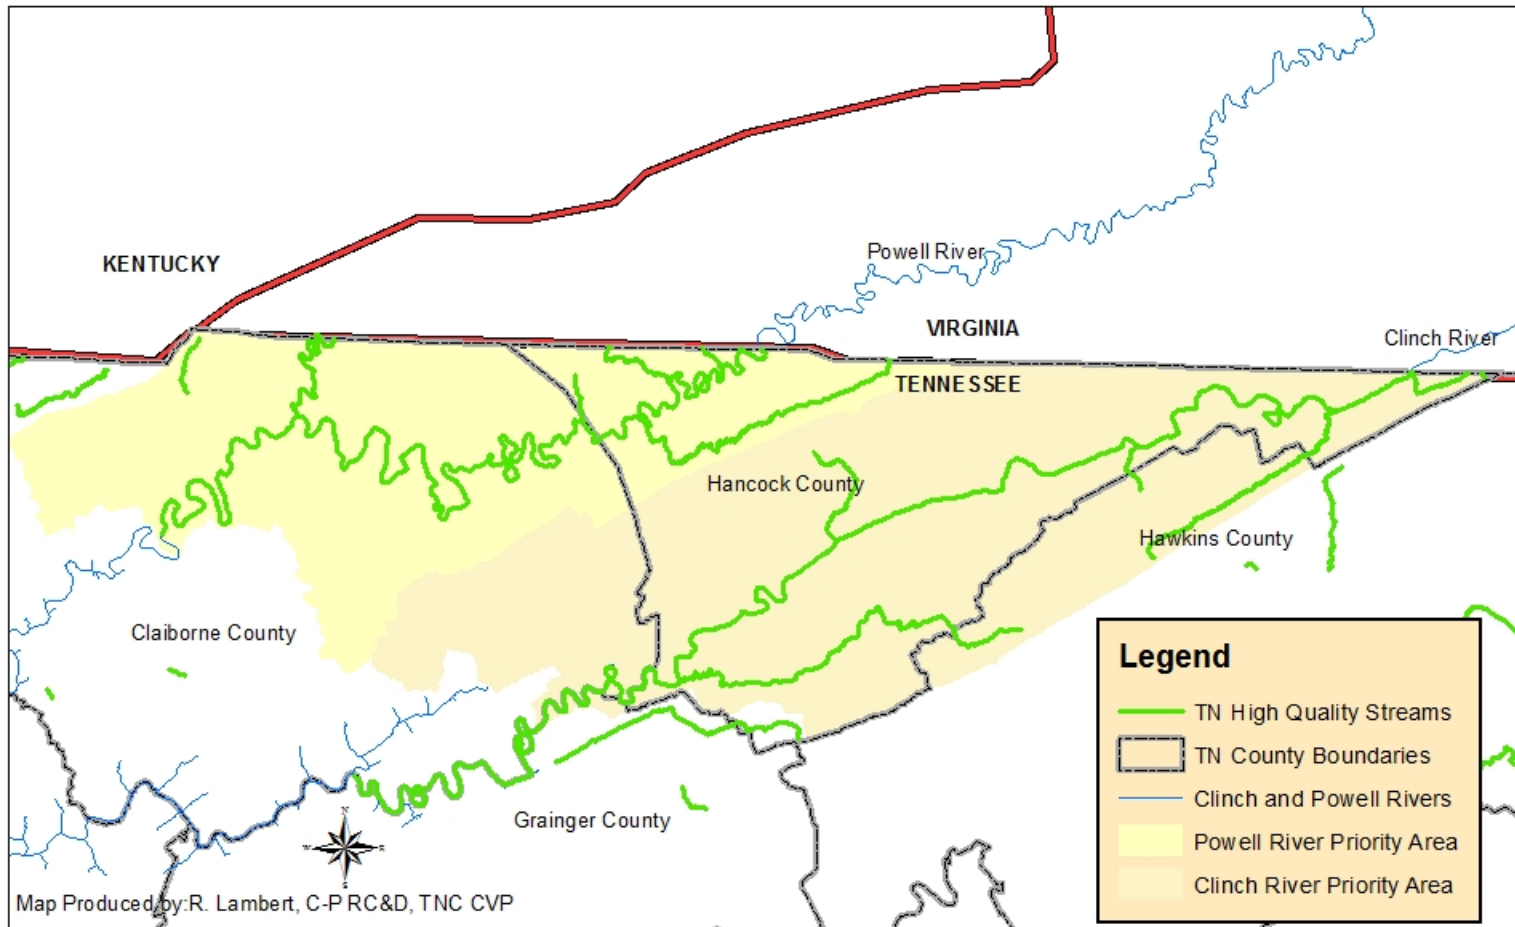 KENTUCKY
Powell River
VIRGINIA
Clinch River
TENNESSEE
Hancock County
Hawkins County
Claiborne County
Grainger County
Legend
TN High Quality Streams
TN County Boundaries
Clinch and Powell Rivers
Powell River Priority Area
Clinch River Priority Area
N
W
E
S
Map Produced by:R. Lambert, C-P RC&D, TNC CVP